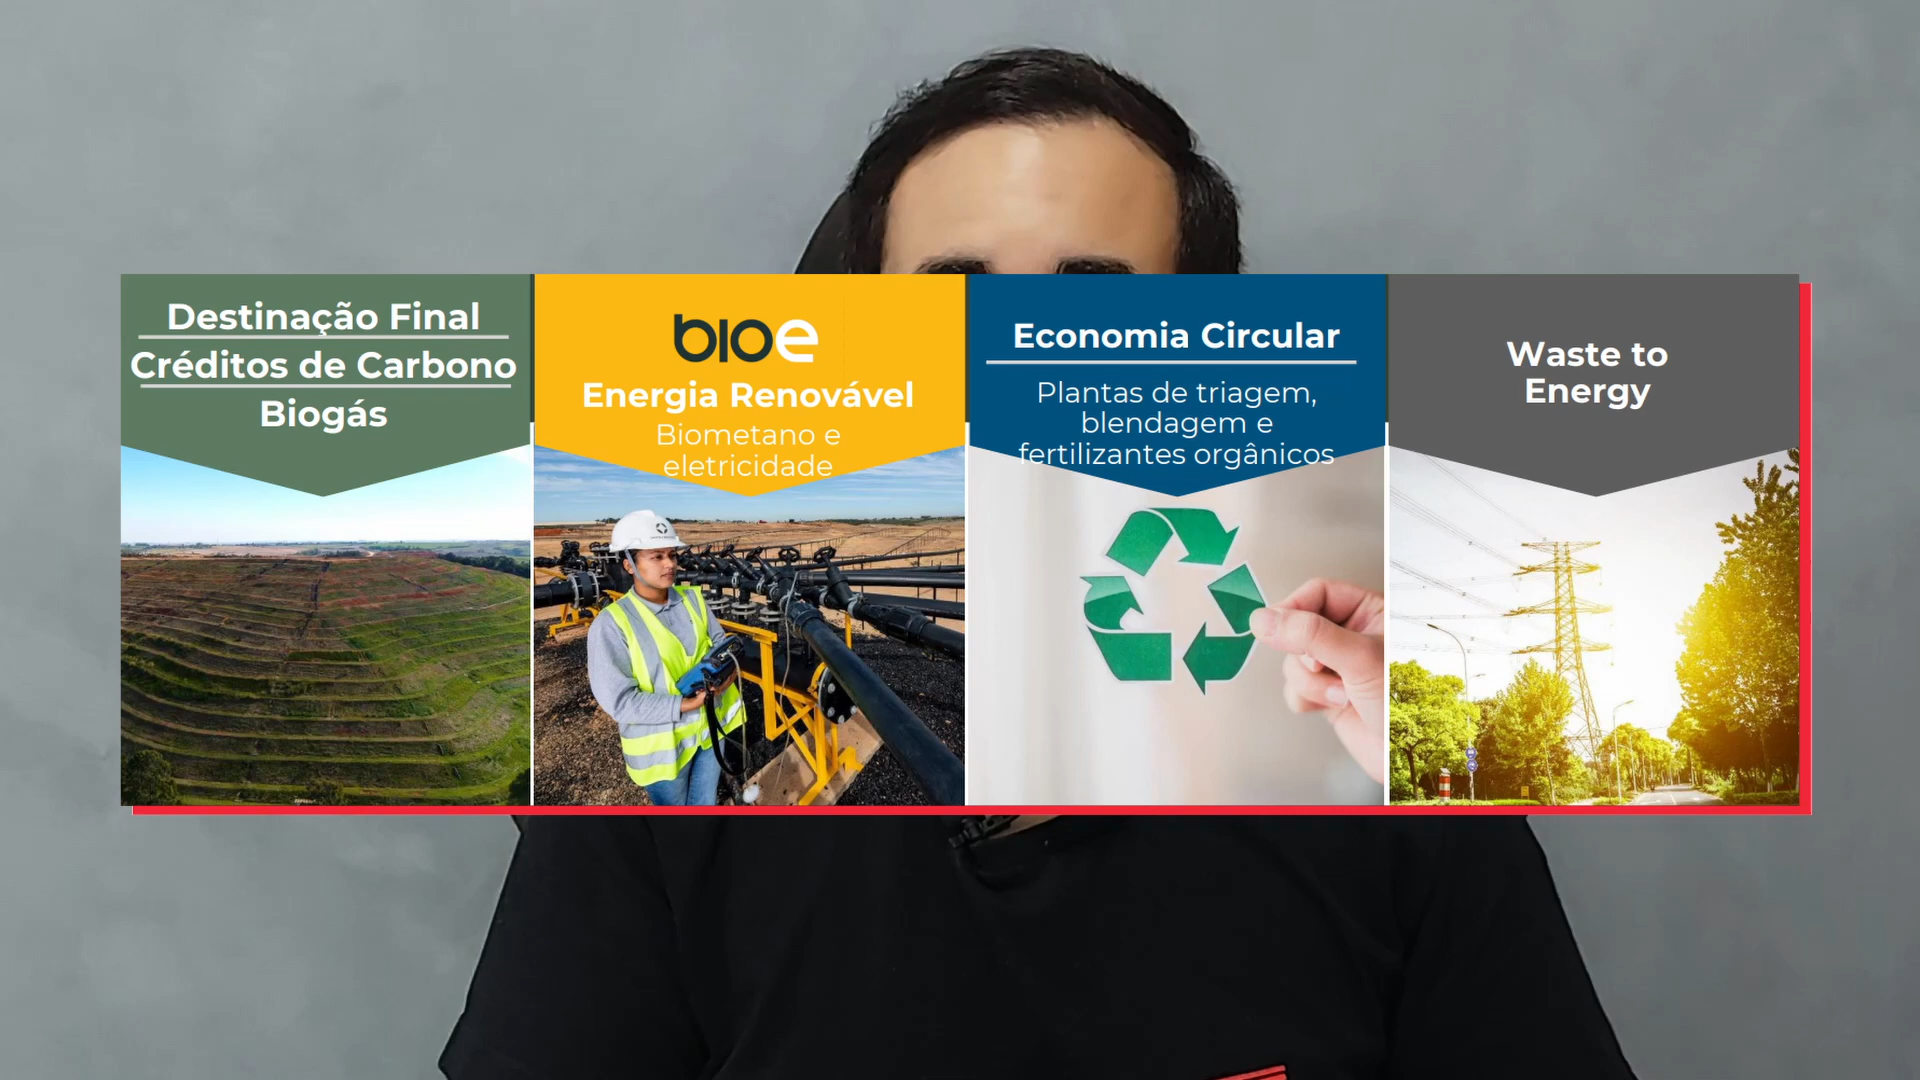 Destinação Final
Créditos de Carbono
Biogás
bioe
Energia Renovável
Biometano e
eletricidade
Economia Circular
Plantas de triagem,
blendagem e
fertilizantes orgânicos
Waste to
Energy